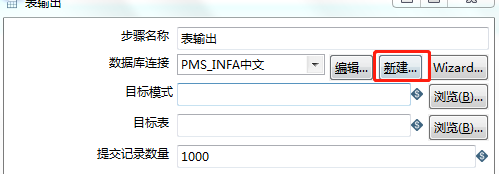 表输出
步骤名称 表输出
数据库连接 PMS_INFA中文 编辑... 新建... Wizard...
目标模式 浏览(B)...
目标表 浏览(B)...
提交记录数量 1000